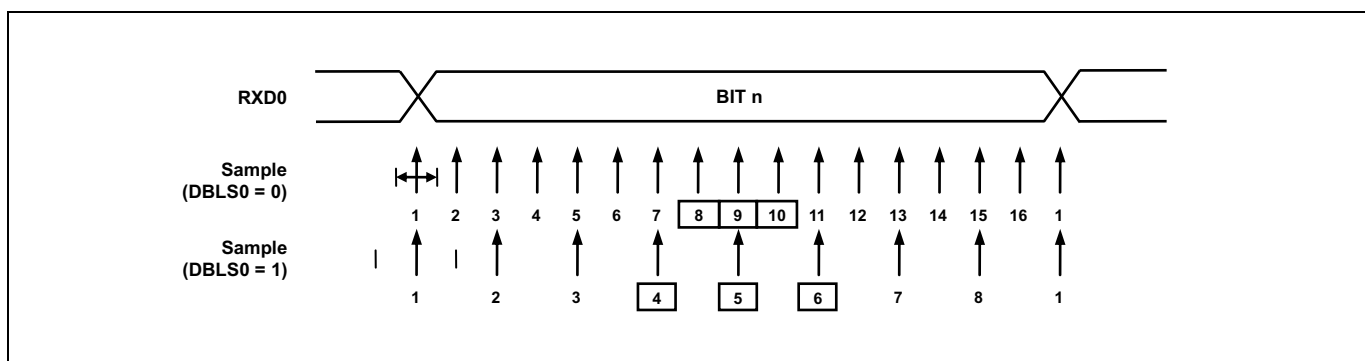 RXD0 BIT n
Sample
(DBLS0 = 0)
1 2 3 4 5 6 7 8 9 10 11 12 13 14 15 16 1
Sample
(DBLS0 = 1)
1 2 3 4 5 6 7 8 1